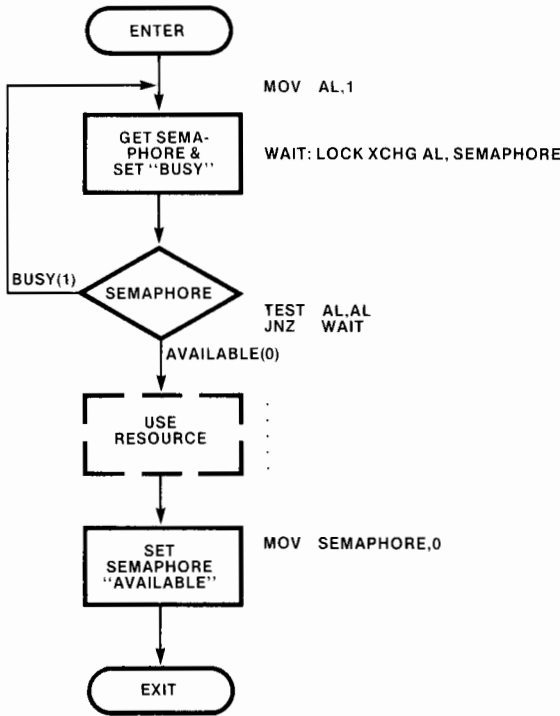 ENTER
MOV AL,1
GET SEMA-
PHORE &
SET "BUSY"
WAIT: LOCK XCHG AL, SEMAPHORE
BUSY(1)
SEMAPHORE
TEST AL,AL
JNZ WAIT
AVAILABLE(0)
USE
RESOURCE
SET
SEMAPHORE
"AVAILABLE"
MOV SEMAPHORE,0
EXIT